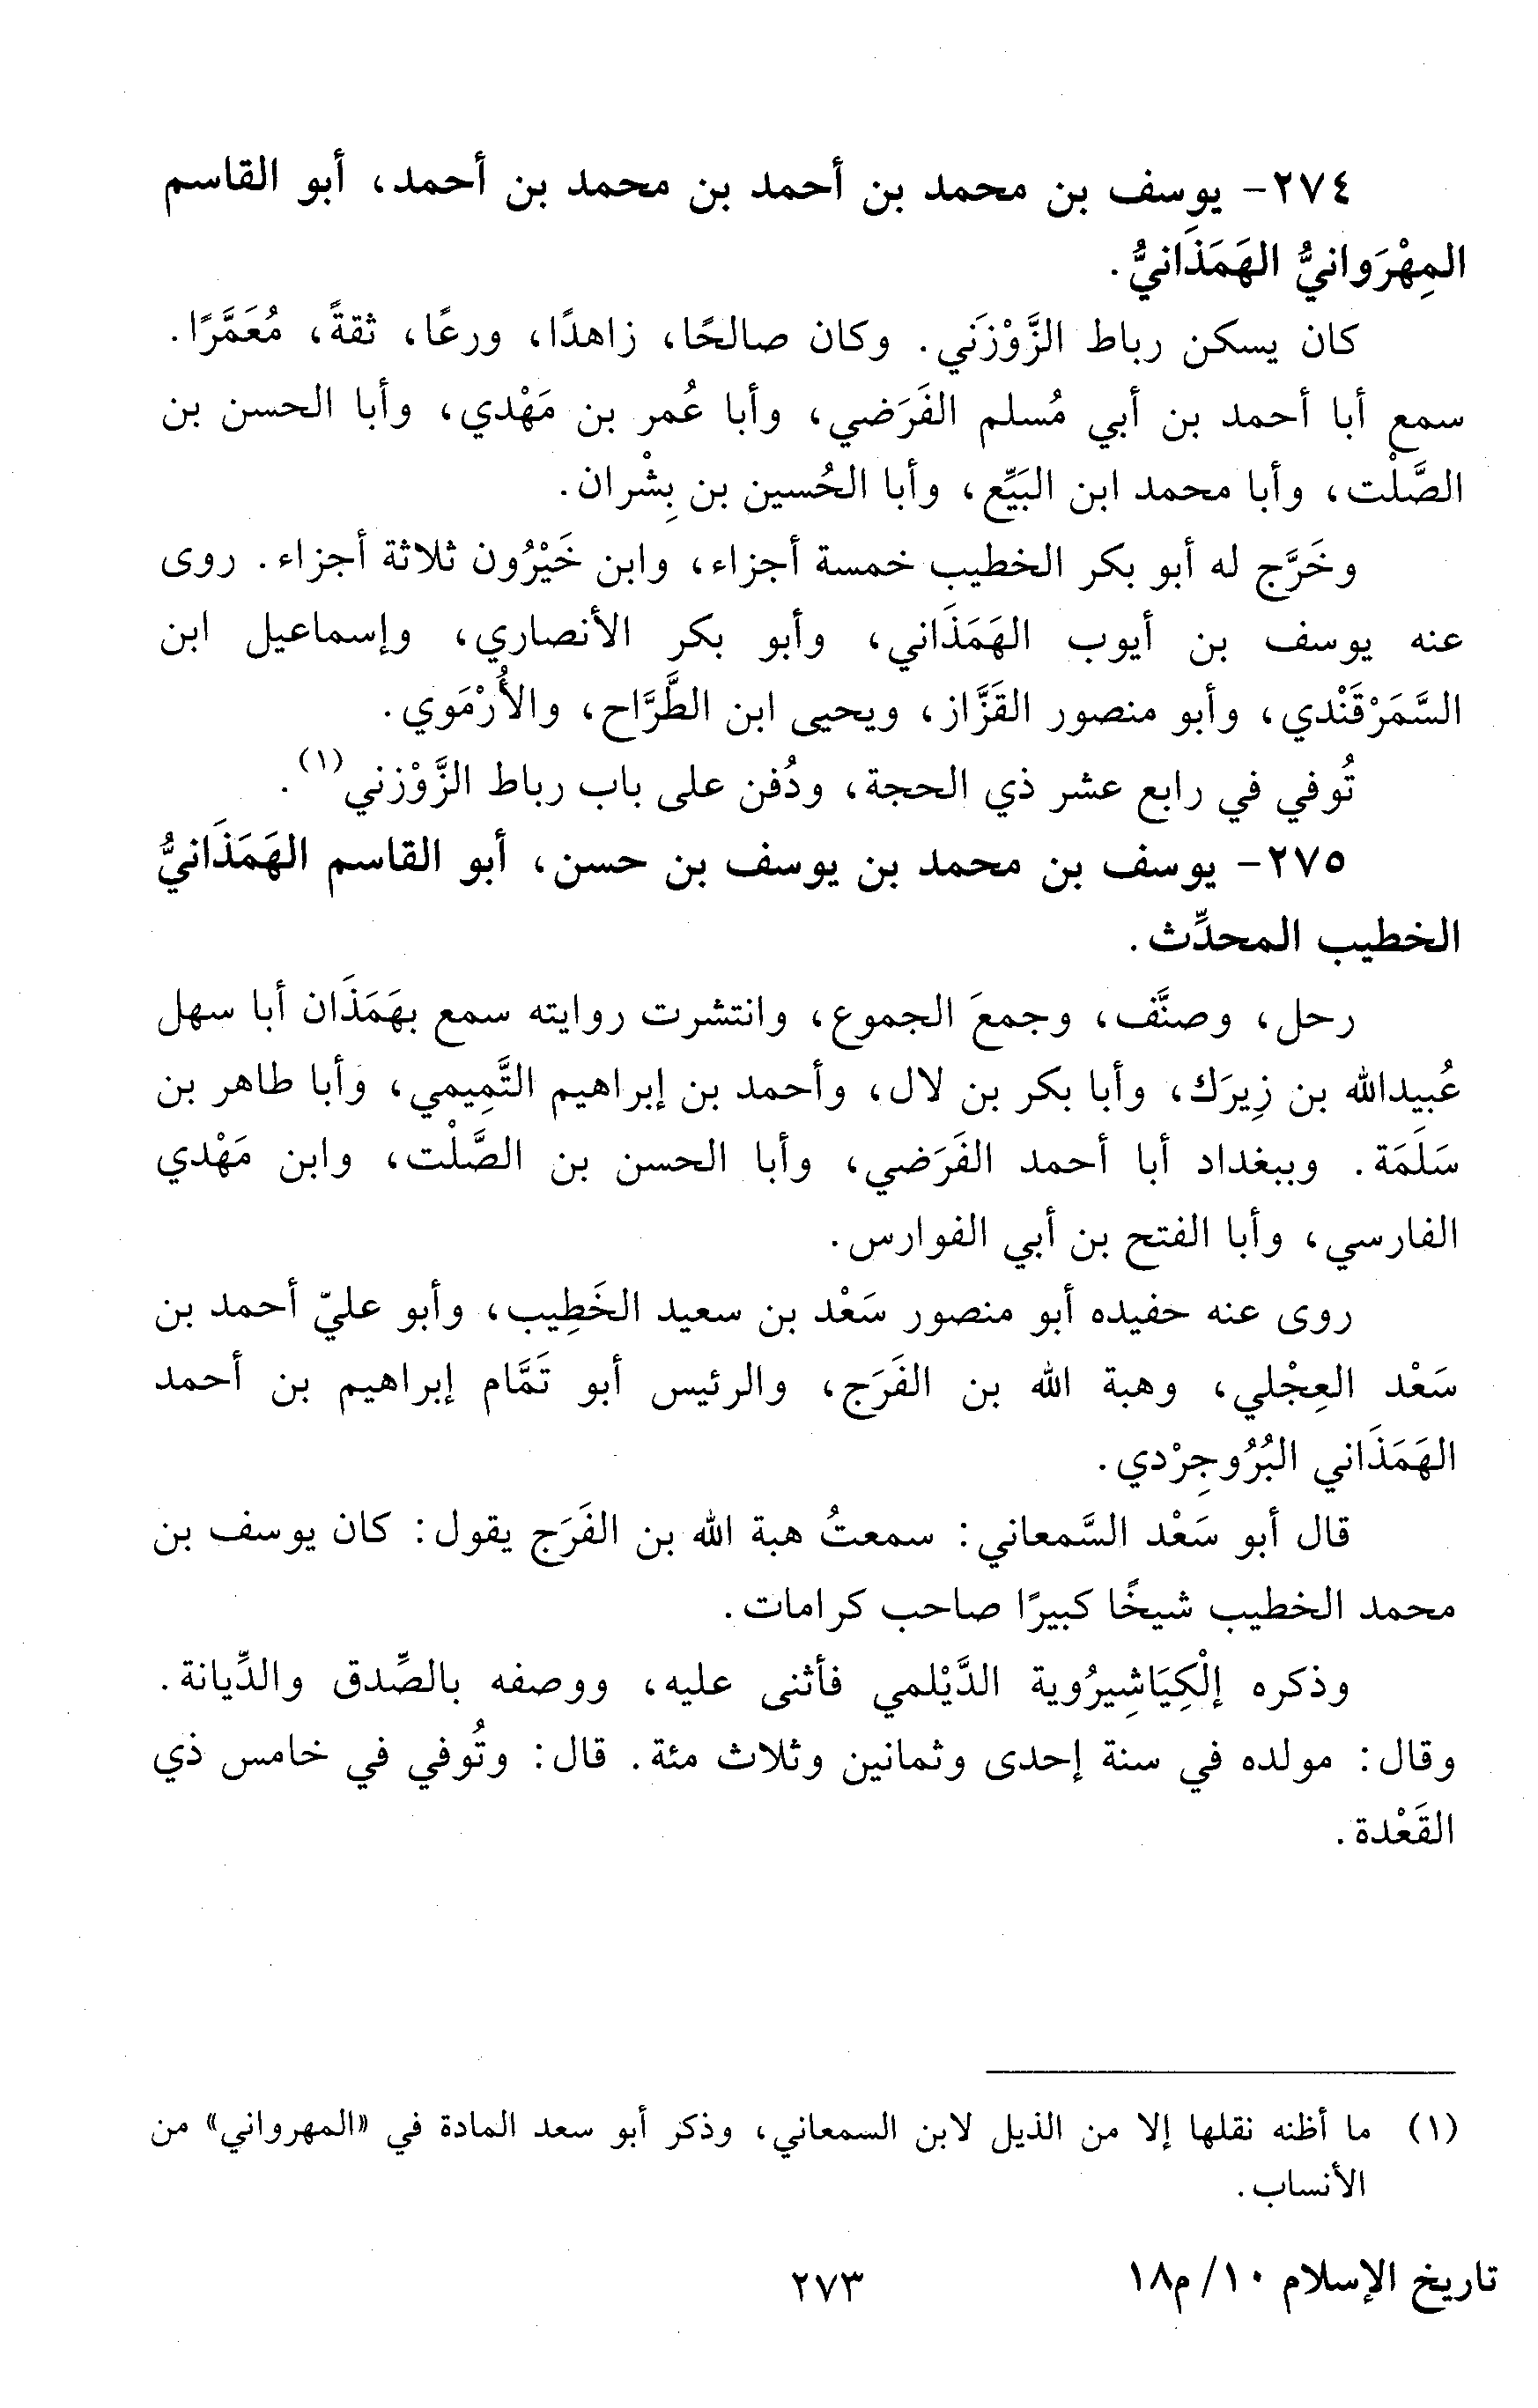 ٢٧٤- يوسف بن محمد بن أحمد بن محمد بن أحمد، أبو القاسم
المِهْرَوانيُّ الهَمَذَانيُّ.
كان يسكن رباط الزَّوْزَني. وكان صالحًا، زاهدًا، ورعًا، ثقةً، مُعَمَّرًا.
سمع أبا أحمد بن أبي مُسلم الفَرَضي، وأبا عُمر بن مَهْدي، وأبا الحسن بن
الصَّلْت، وأبا محمد ابن البَيِّع، وأبا الحُسين بن بِشْران.
وخَرَّج له أبو بكر الخطيب خمسة أجزاء، وابن خَيْرُون ثلاثة أجزاء. روى
عنه يوسف بن أيوب الهَمَذَاني، وأبو بكر الأنصاري، وإسماعيل ابن
السَّمَرْقَنْدي، وأبو منصور القَزَّاز، ويحيى ابن الطَّرَّاح، والأُرْمَوي.
تُوفي في رابع عشر ذي الحجة، ودُفن على باب رباط الزَّوْزني(١).
٢٧٥- يوسف بن محمد بن يوسف بن حسن، أبو القاسم الهَمَذَانيُّ
الخطيب المحدِّث.
رحل، وصنَّف، وجمعَ الجموع، وانتشرت روايته سمع بهَمَذَان أبا سهل
عُبيدالله بن زِيرَك، وأبا بكر بن لال، وأحمد بن إبراهيم التَّمِيمي، وأبا طاهر بن
سَلَمَة. وببغداد أبا أحمد الفَرَضي، وأبا الحسن بن الصَّلْت، وابن مَهْدي
الفارسي، وأبا الفتح بن أبي الفوارس.
روى عنه حفيده أبو منصور سَعْد بن سعيد الخَطِيب، وأبو عليّ أحمد بن
سَعْد العِجْلي، وهبة الله بن الفَرَج، والرئيس أبو تَمَّام إبراهيم بن أحمد
الهَمَذَاني البُرُوجِرْدي.
قال أبو سَعْد السَّمعاني: سمعتُ هبة الله بن الفَرَج يقول: كان يوسف بن
محمد الخطيب شيخًا كبيرًا صاحب كرامات.
وذكره إلْكِيَاشِيرُوية الدَّيْلمي فأثنى عليه، ووصفه بالصِّدق والدِّيانة.
وقال: مولده في سنة إحدى وثمانين وثلاث مئة. قال: وتُوفي في خامس ذي
القَعْدة.
(١) ما أظنه نقلها إلا من الذيل لابن السمعاني، وذكر أبو سعد المادة في «المهرواني» من
الأنساب.
تاريخ الإسلام ١٠/ م١٨ ٢٧٣